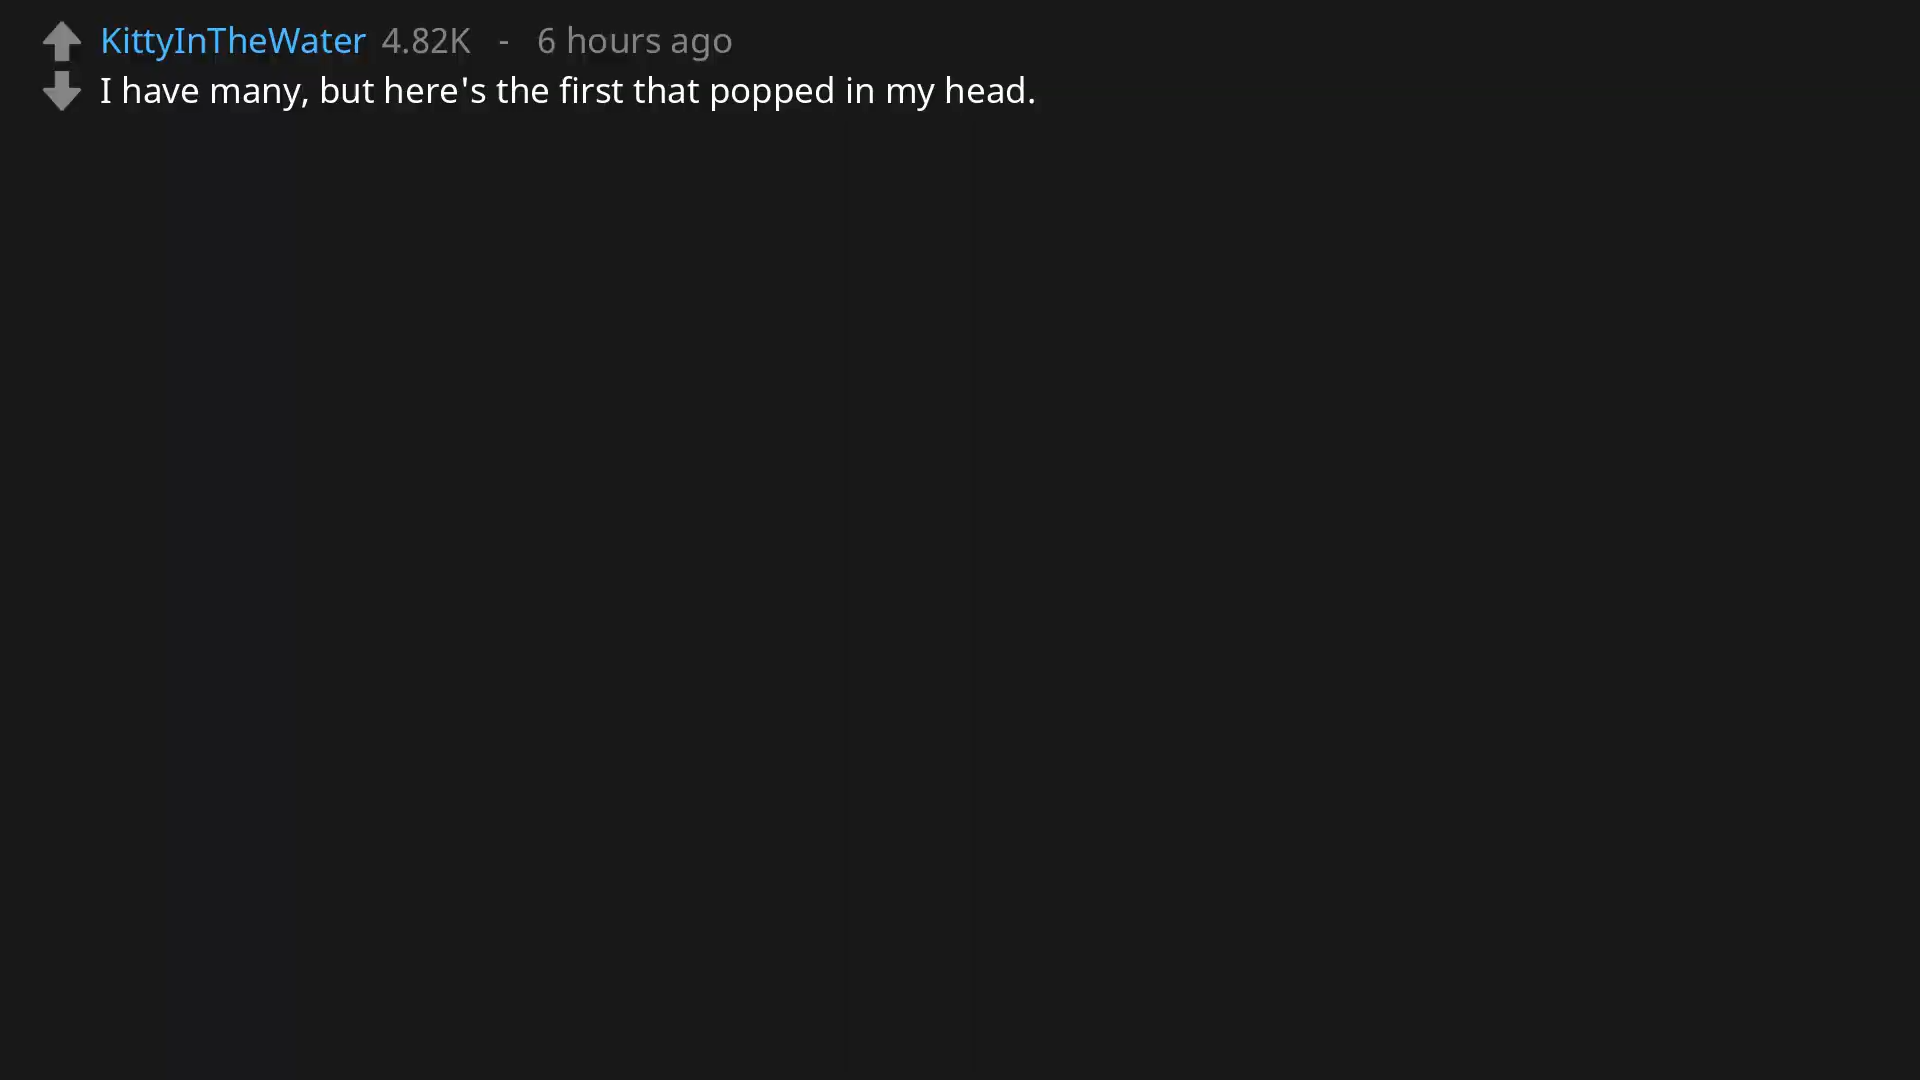 KittyInTheWater 4.82K - 6 hours ago
I have many, but here's the first that popped in my head.